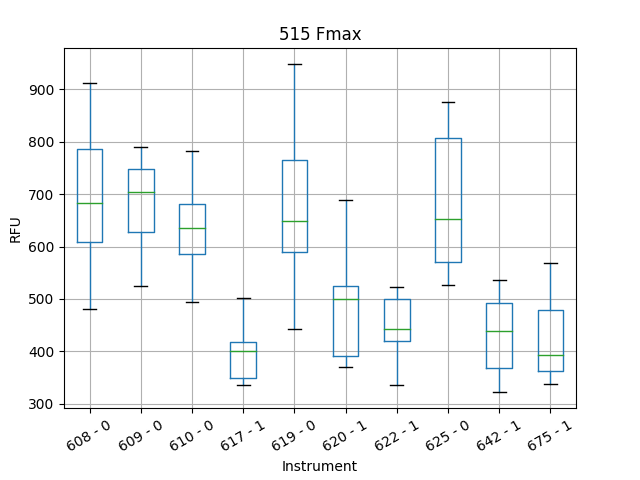 515 Fmax
900
800
700
600
500
400
300
RFU
608 - 0
609 - 0
610 - 0
617 - 1
619 - 0
620 - 1
622 - 1
625 - 0
642 - 1
675 - 1
Instrument